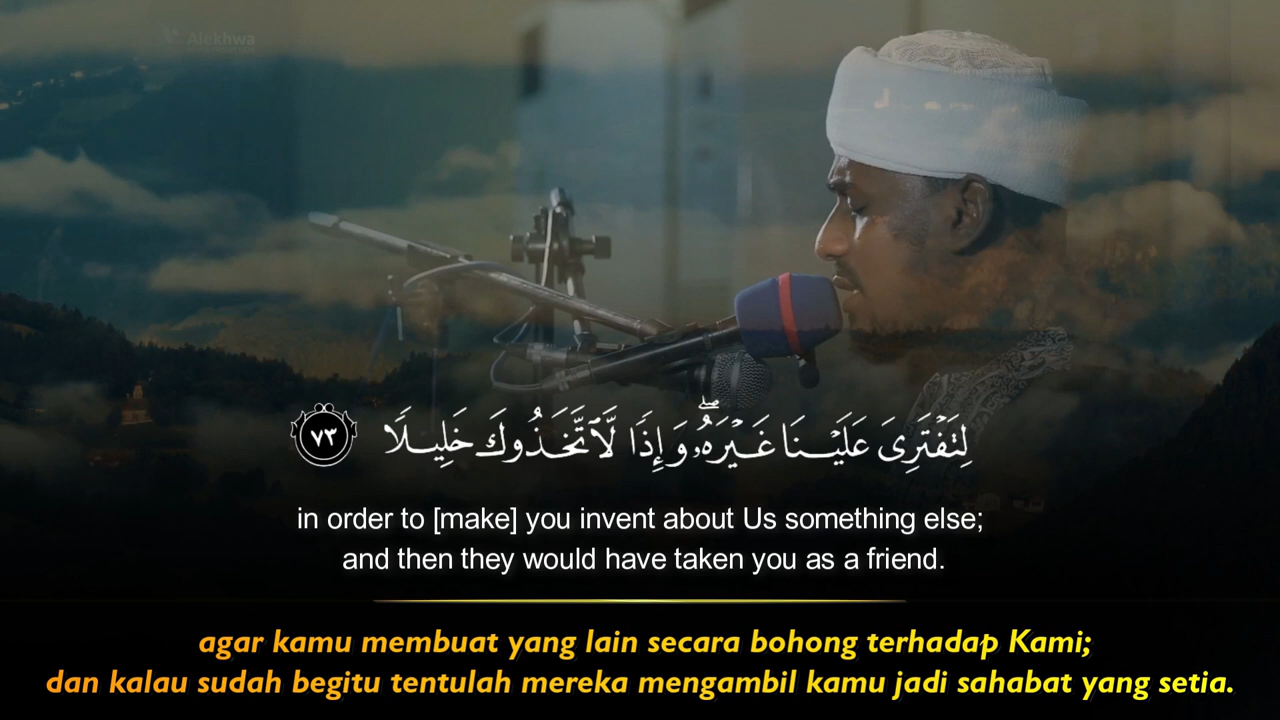 Alekhwa
لِتَفْتَرِىَ عَلَيْنَا غَيْرَهُۥ ۖ وَإِذًا لَّٱتَّخَذُوكَ خَلِيلًا ٧٣
in order to [make] you invent about Us something else;
and then they would have taken you as a friend.
agar kamu membuat yang lain secara bohong terhadap Kami;
dan kalau sudah begitu tentulah mereka mengambil kamu jadi sahabat yang setia.